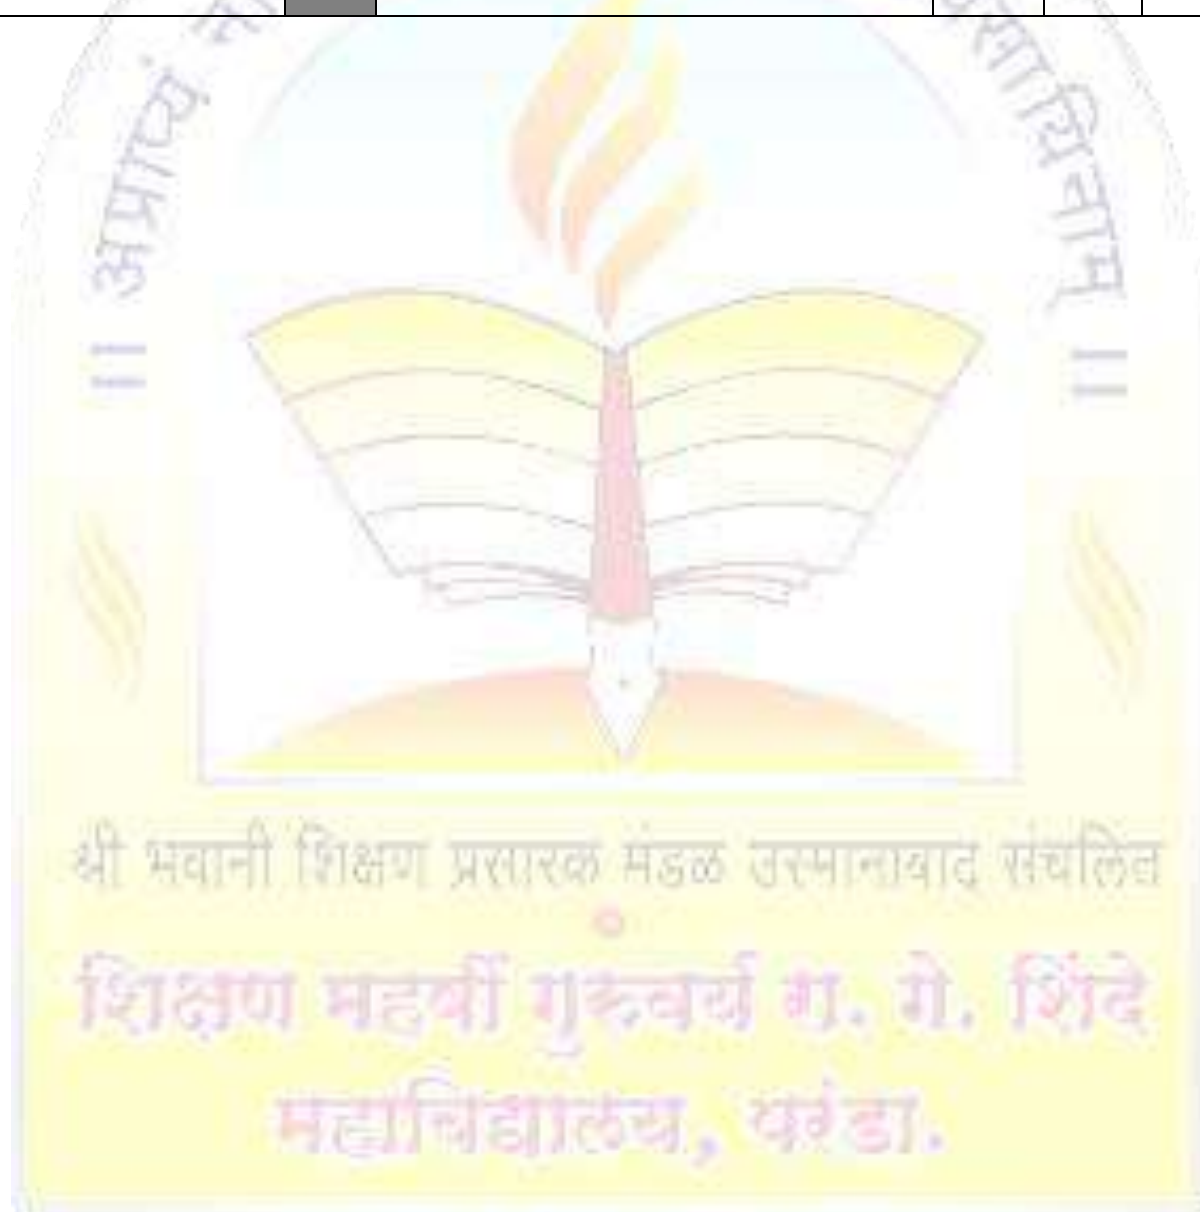 ॥ अप्राप्यं ना
सायिनाम् ॥
श्री भवानी शिक्षण प्रसारक मंडळ उस्मानाबाद संचलित
शिक्षण महर्षी गुरुवर्य रा. गे. शिंदे
महाविद्यालय, परंडा.